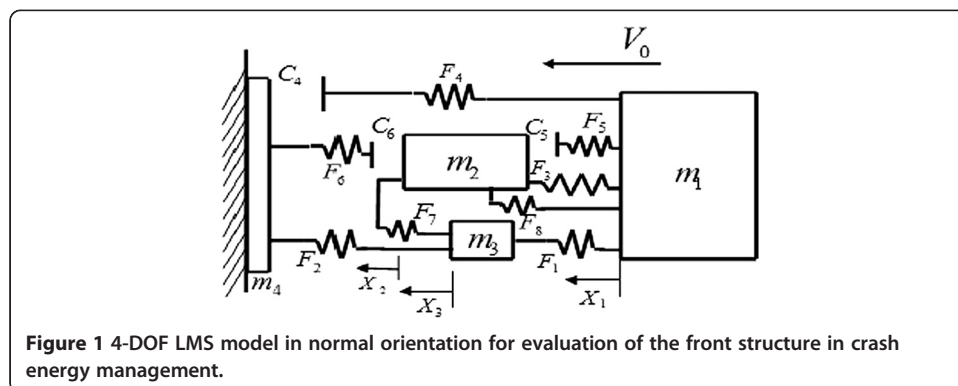 V₀
C₄
F₄
C₆
C₅
F₅
F₆
m₂
F₃
m₁
F₇
F₈
m₃
F₂
F₁
m₄
X₂
X₃
X₁
Figure 1 4-DOF LMS model in normal orientation for evaluation of the front structure in crash
energy management.